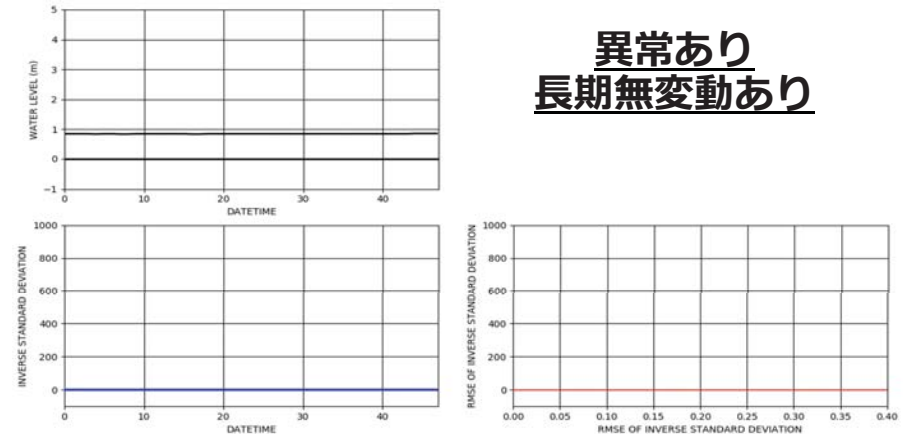 異常あり
長期無変動あり
5
4
3
2
1
0
−1
WATER LEVEL (m)
0 10 20 30 40
DATETIME
1000
800
600
400
200
0
INVERSE STANDARD DEVIATION
0 10 20 30 40
DATETIME
1000
800
600
400
200
0
RMSE OF INVERSE STANDARD DEVIATION
0.00 0.05 0.10 0.15 0.20 0.25 0.30 0.35 0.40
RMSE OF INVERSE STANDARD DEVIATION